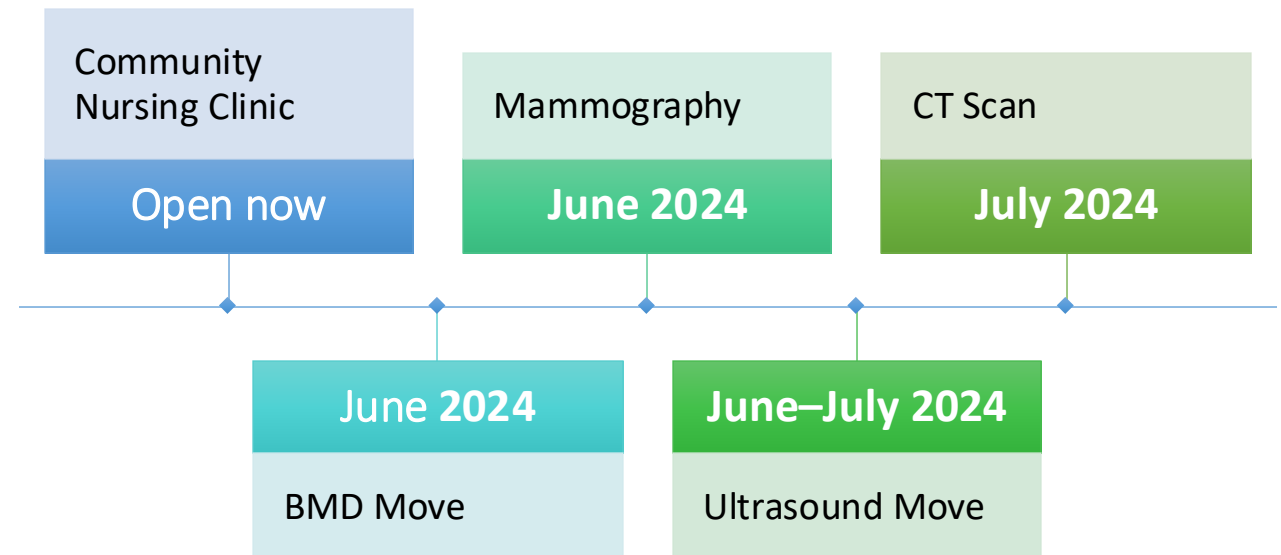 Community
Nursing Clinic
Open now
June 2024
BMD Move
Mammography
June 2024
June–July 2024
Ultrasound Move
CT Scan
July 2024